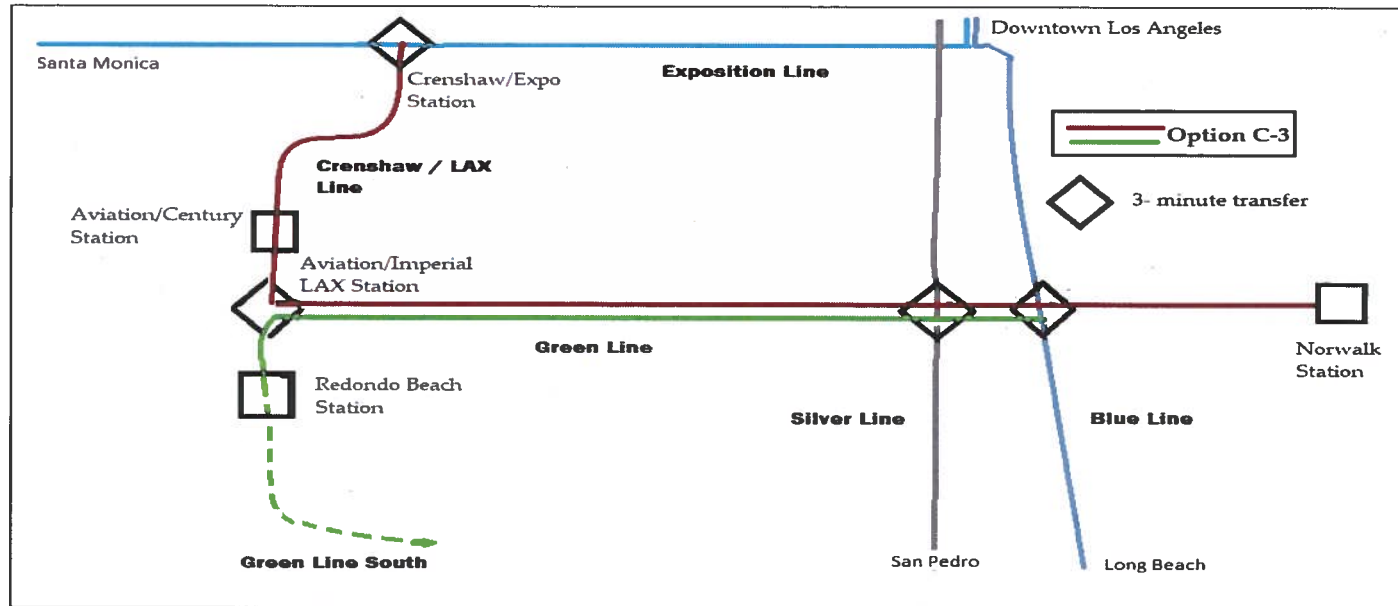 Downtown Los Angeles
Santa Monica
Exposition Line
Crenshaw/Expo
Station
Option C-3
Crenshaw / LAX
Line
3- minute transfer
Aviation/Century
Station
Aviation/Imperial
LAX Station
Green Line
Norwalk
Station
Redondo Beach
Station
Silver Line
Blue Line
Green Line South
San Pedro
Long Beach